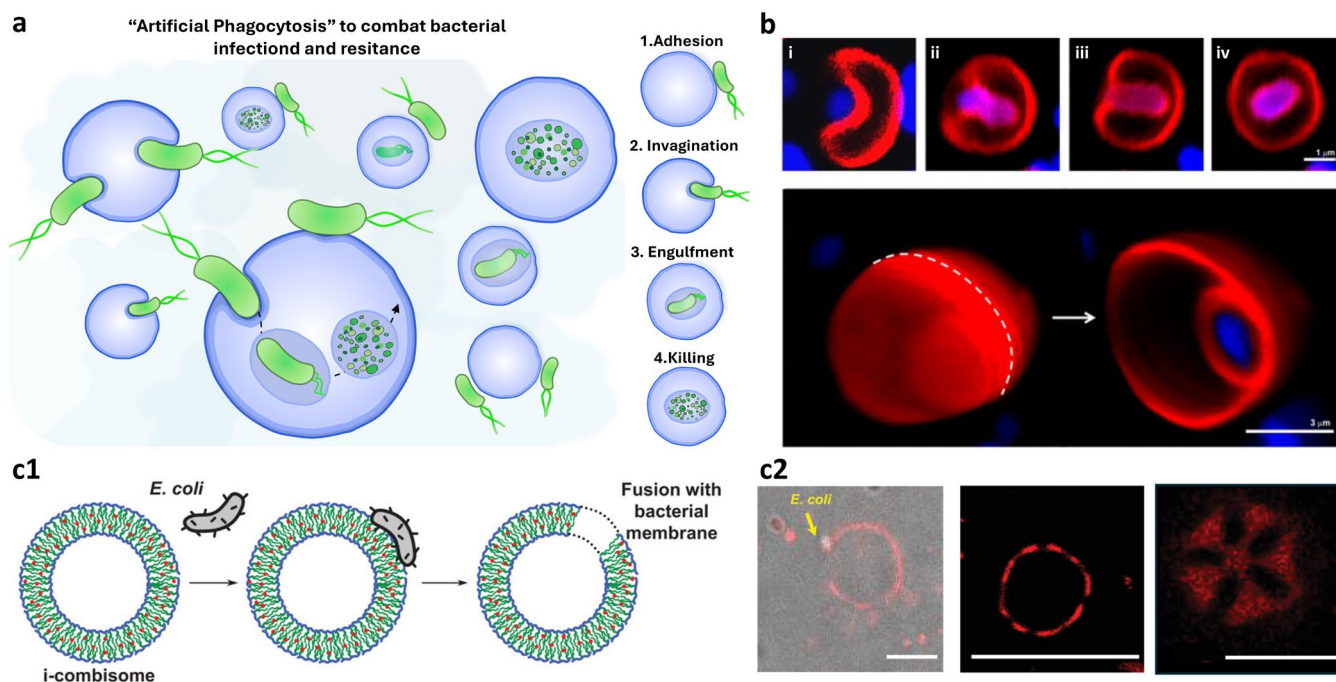 a
“Artificial Phagocytosis” to combat bacterial
infectiond and resitance
1.Adhesion
2. Invagination
3. Engulfment
4.Killing
b
i
ii
iii
iv
1 μm
3 μm
c1
E. coli
Fusion with
bacterial
membrane
i-combisome
c2
E. coli